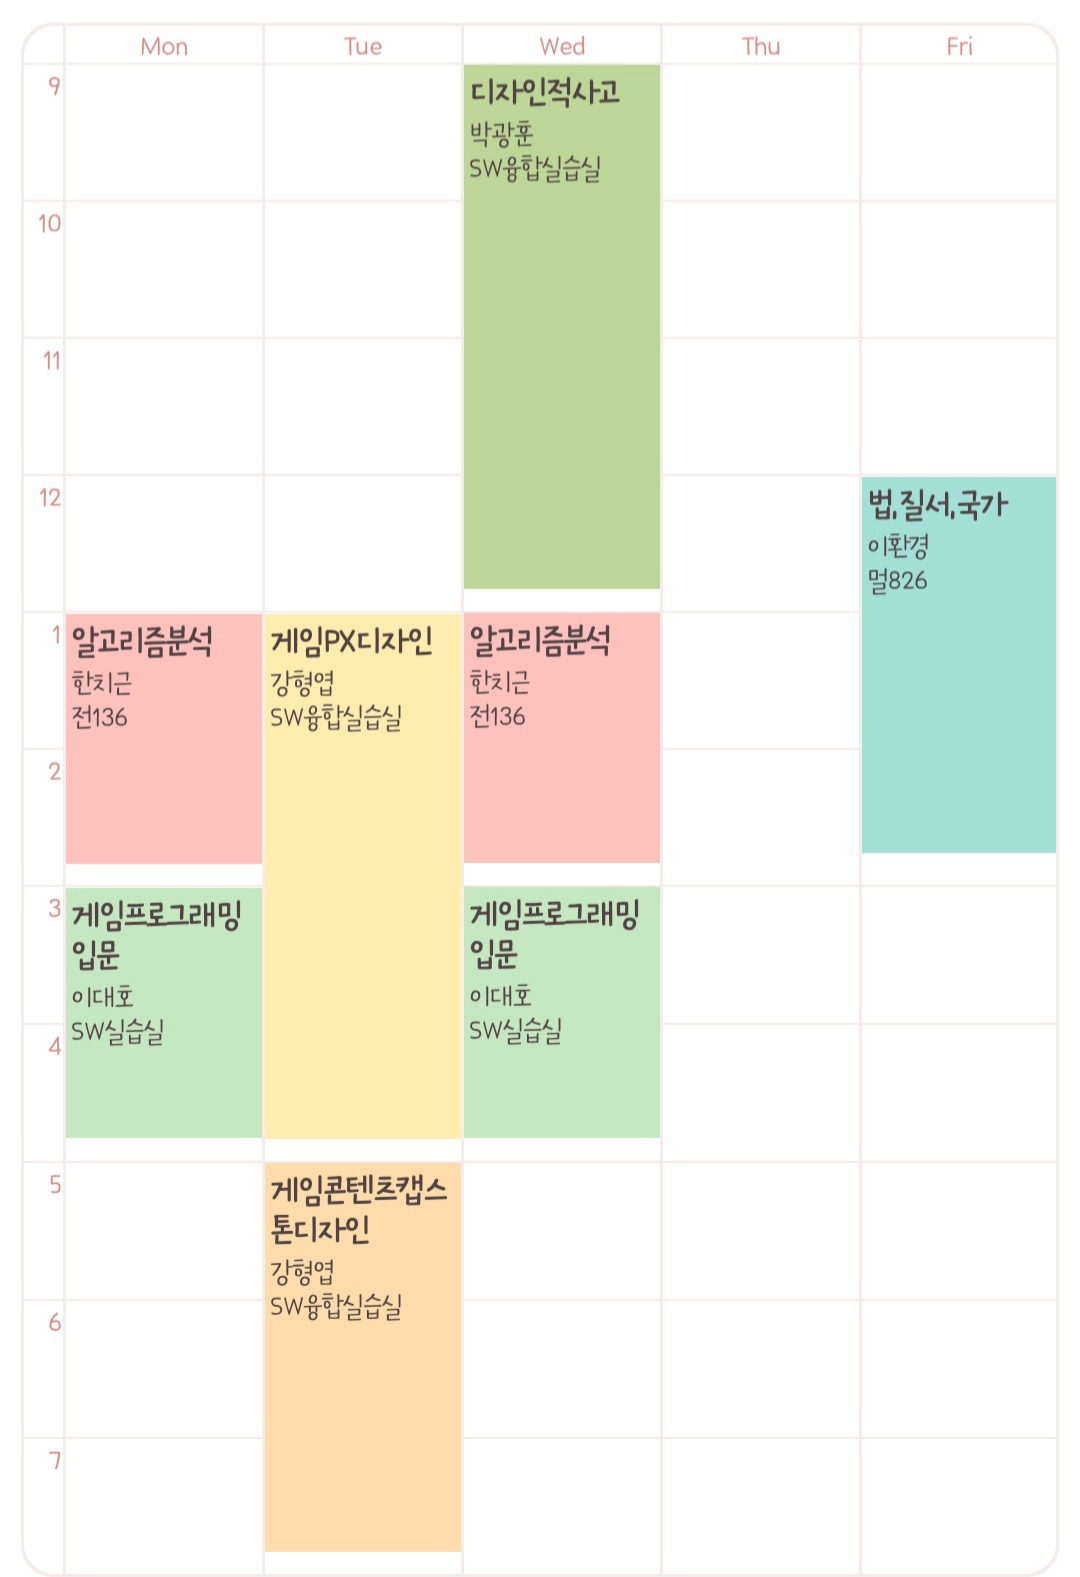 Mon Tue Wed Thu Fri
9
디자인적사고
박광훈
SW융합실습실
10
11
12
법,질서,국가
이환경
멀826
1
알고리즘분석
한치근
전136
게임PX디자인
강형엽
SW융합실습실
알고리즘분석
한치근
전136
2
3
게임프로그래밍
입문
이대호
SW실습실
게임프로그래밍
입문
이대호
SW실습실
4
5
게임콘텐츠캡스
톤디자인
강형엽
SW융합실습실
6
7